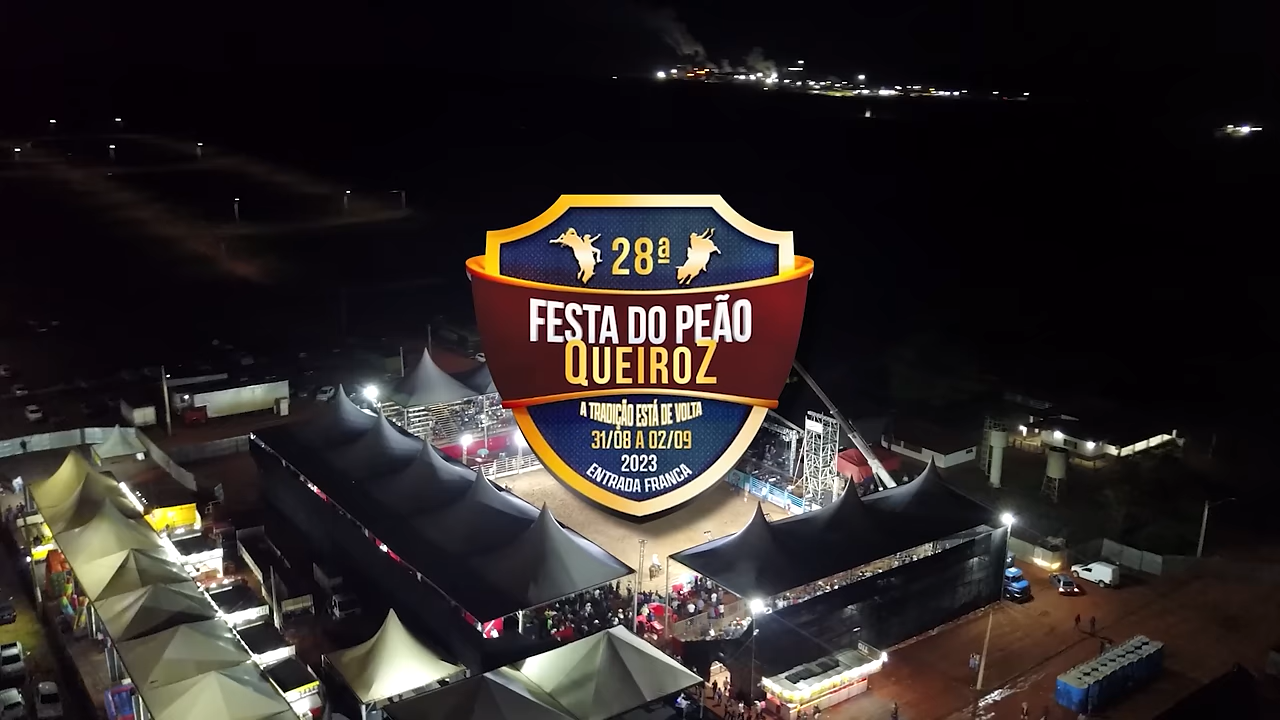 28ª
FESTA DO PEÃO
QUEIROZ
A TRADIÇÃO ESTÁ DE VOLTA
31/08 A 02/09
2023
ENTRADA FRANCA